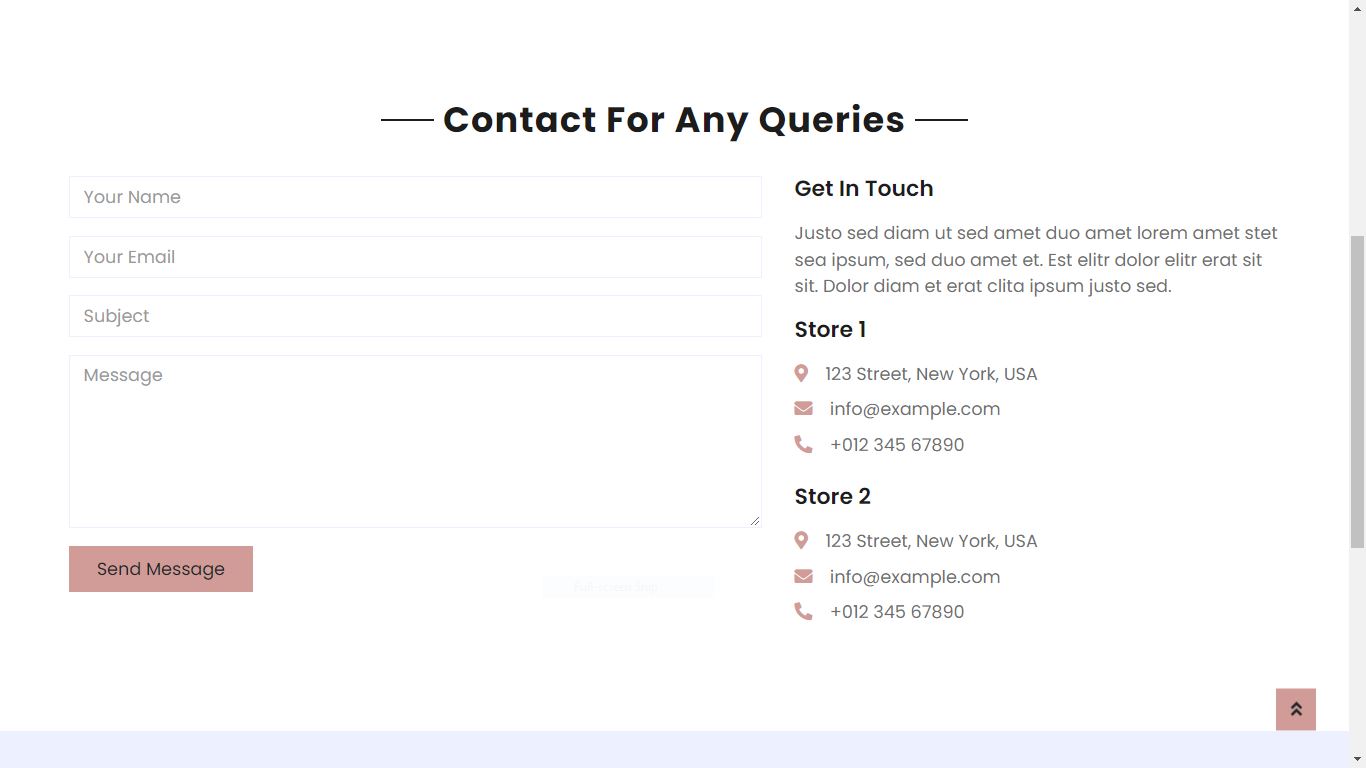 Contact For Any Queries
Your Name
Your Email
Subject
Message
Send Message
Get In Touch
Justo sed diam ut sed amet duo amet lorem amet stet
sea ipsum, sed duo amet et. Est elitr dolor elitr erat sit
sit. Dolor diam et erat clita ipsum justo sed.
Store 1
123 Street, New York, USA
info@example.com
+012 345 67890
Store 2
123 Street, New York, USA
info@example.com
+012 345 67890
Full-screen Snip